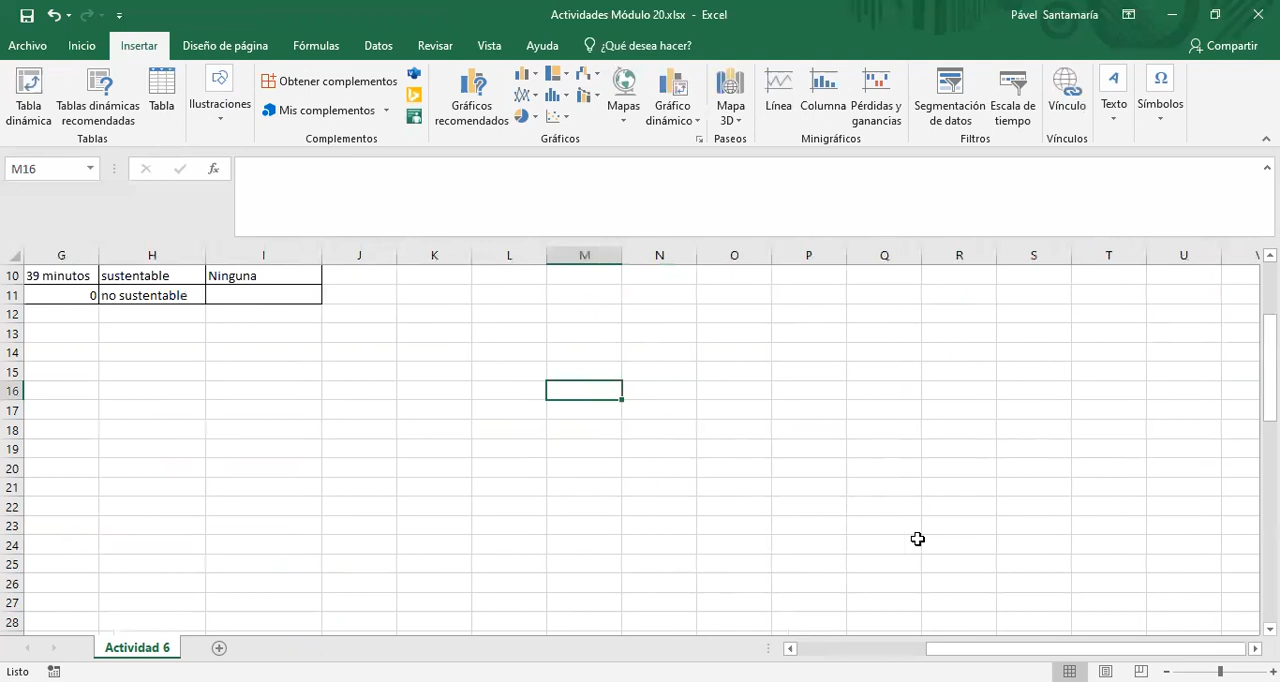 Actividades Módulo 20.xlsx - Excel
Pável Santamaría
Archivo Inicio Insertar Diseño de página Fórmulas Datos Revisar Vista Ayuda ¿Qué desea hacer? Compartir
Tabla dinámica
Tablas dinámicas recomendadas
Tabla
Tablas
Ilustraciones
Obtener complementos
Mis complementos
Complementos
Gráficos recomendados
Mapas
Gráfico dinámico
Gráficos
Mapa 3D
Paseos
Línea
Columna
Pérdidas y ganancias
Minigráficos
Segmentación de datos
Escala de tiempo
Filtros
Vínculo
Vínculos
Texto
Símbolos
M16 fx
G H I J K L M N O P Q R S T U V
10 39 minutos sustentable Ninguna
11 0 no sustentable
12
13
14
15
16
17
18
19
20
21
22
23
24
25
26
27
28
Actividad 6
Listo